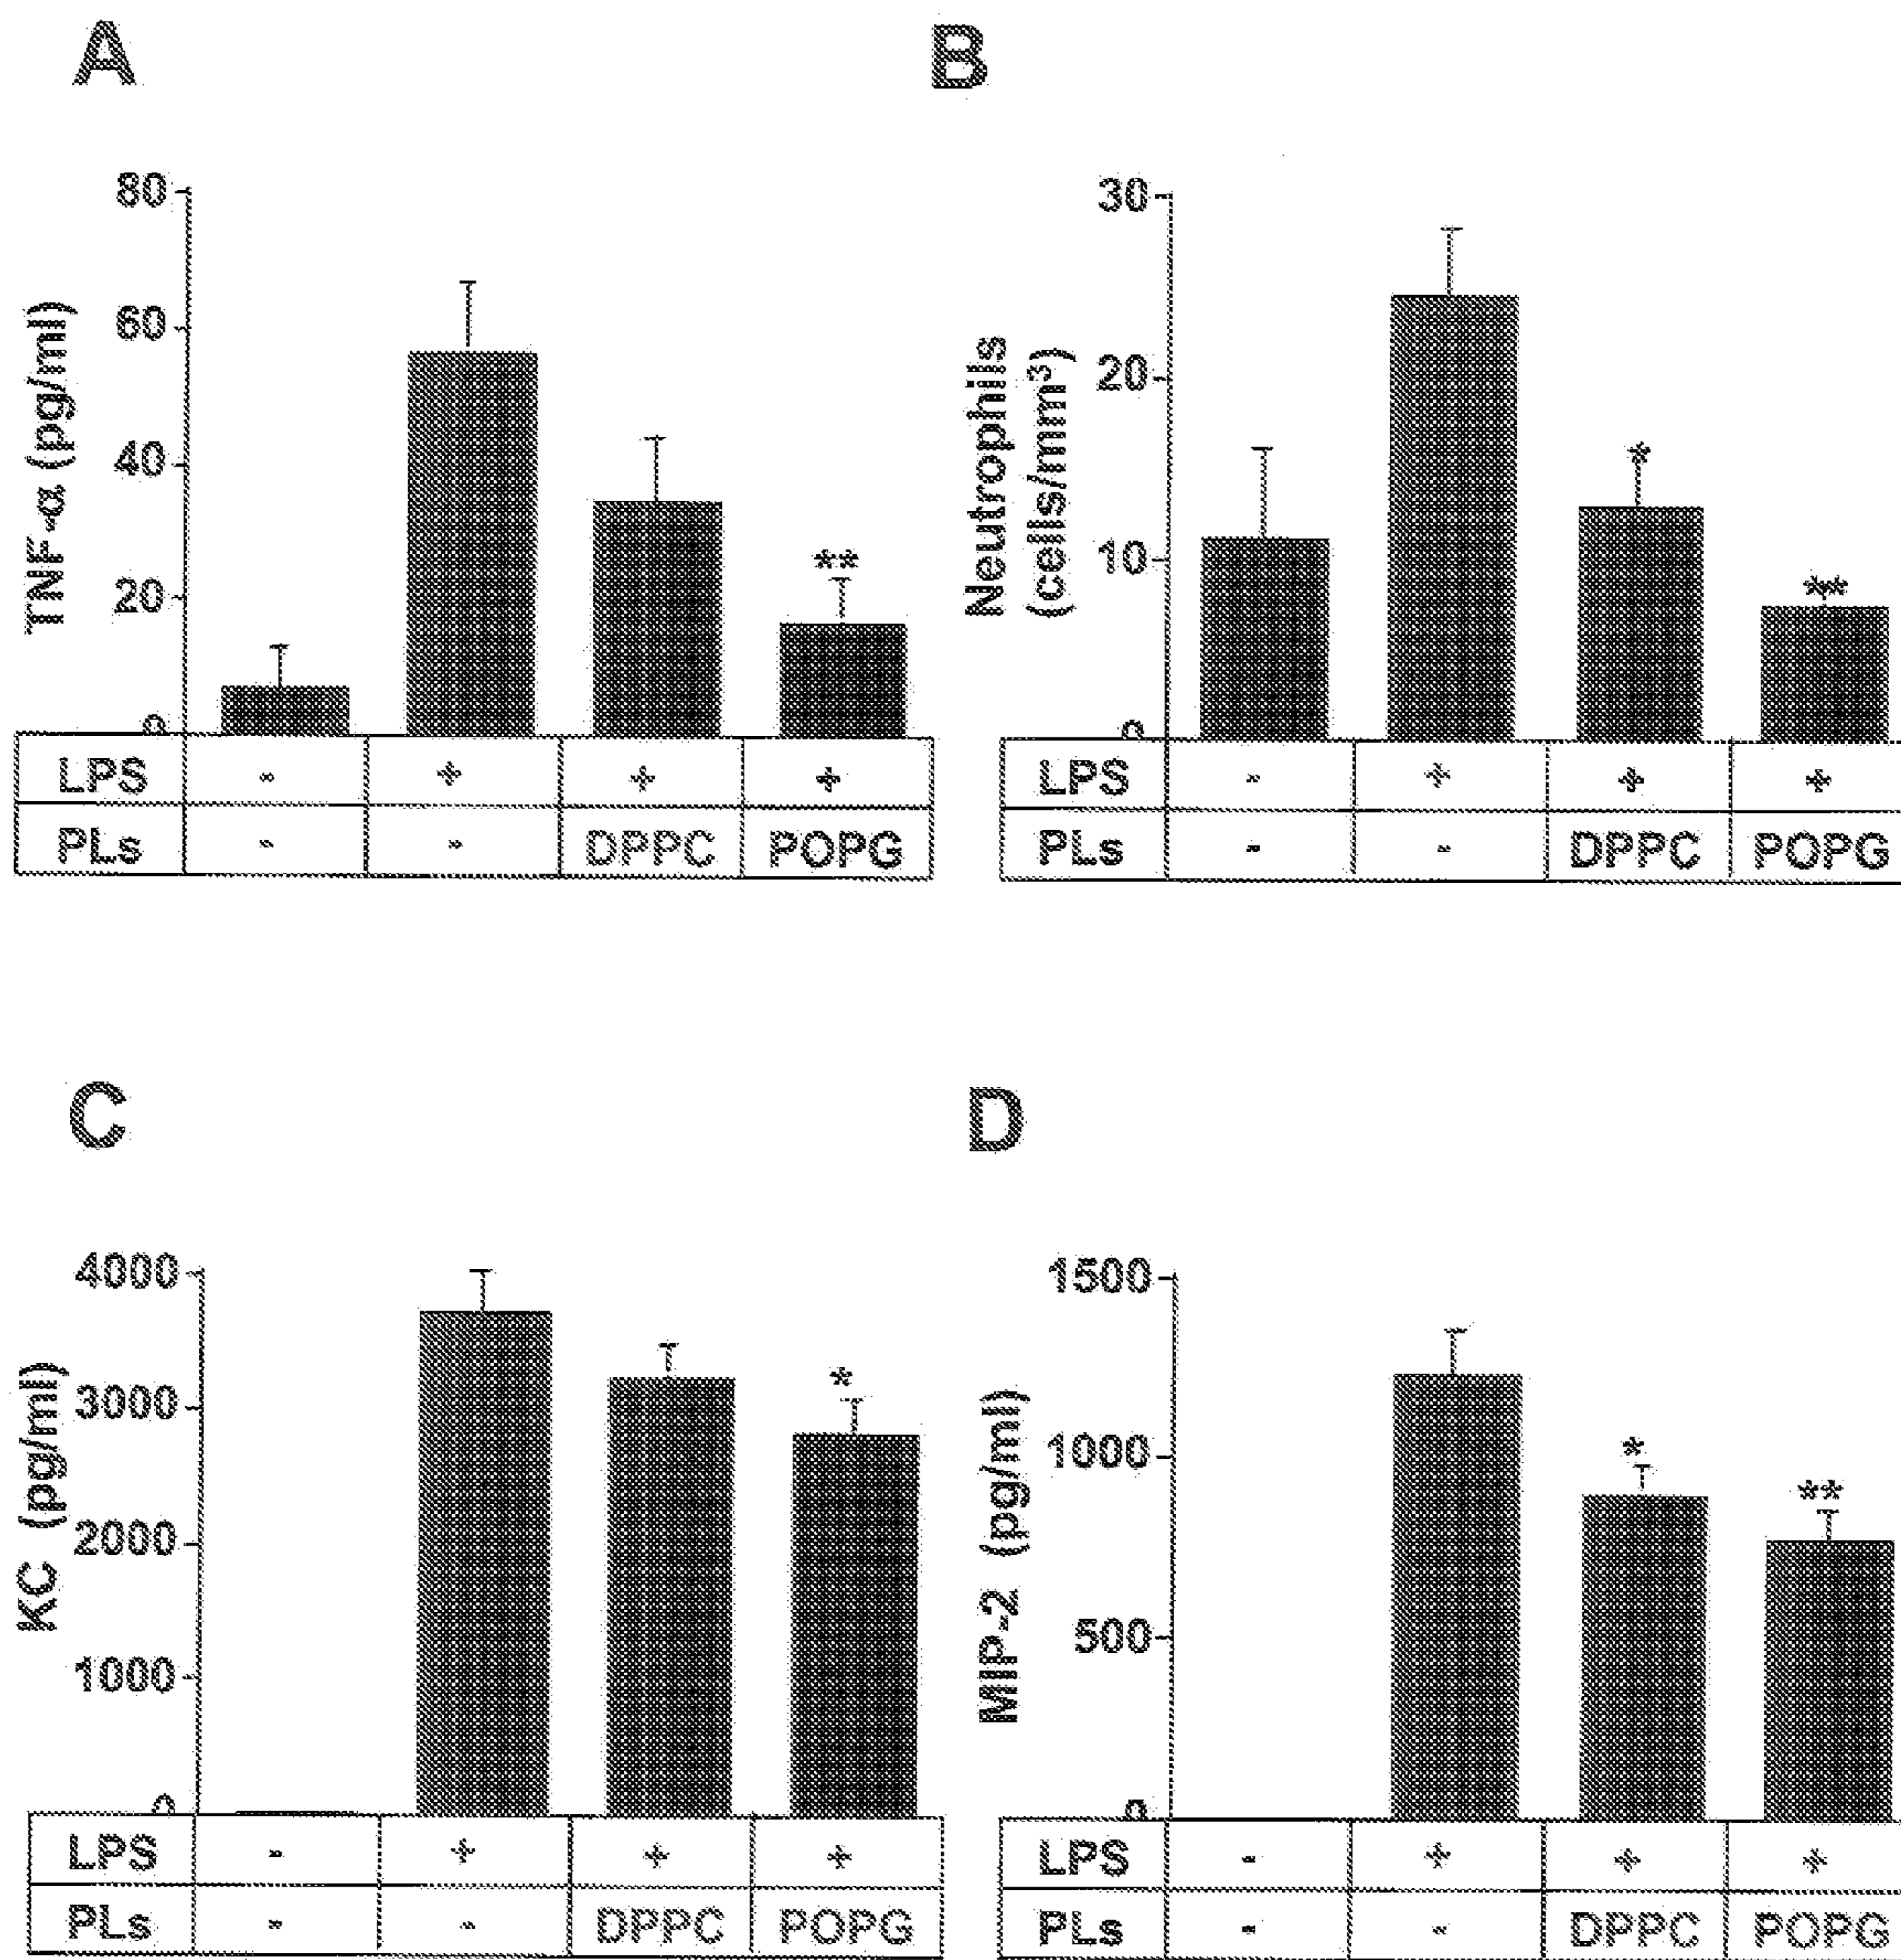 A
B
80
60
40
20
0
TNF-α (pg/ml)
**
LPS - + + +
PLs - - DPPC POPG
30
20
10
0
Neutrophils
(cells/mm³)
*
**
LPS - + + +
PLs - - DPPC POPG
C
D
4000
3000
2000
1000
0
KC (pg/ml)
*
LPS - + + +
PLs - - DPPC POPG
1500
1000
500
0
MIP-2 (pg/ml)
*
**
LPS - + + +
PLs - - DPPC POPG